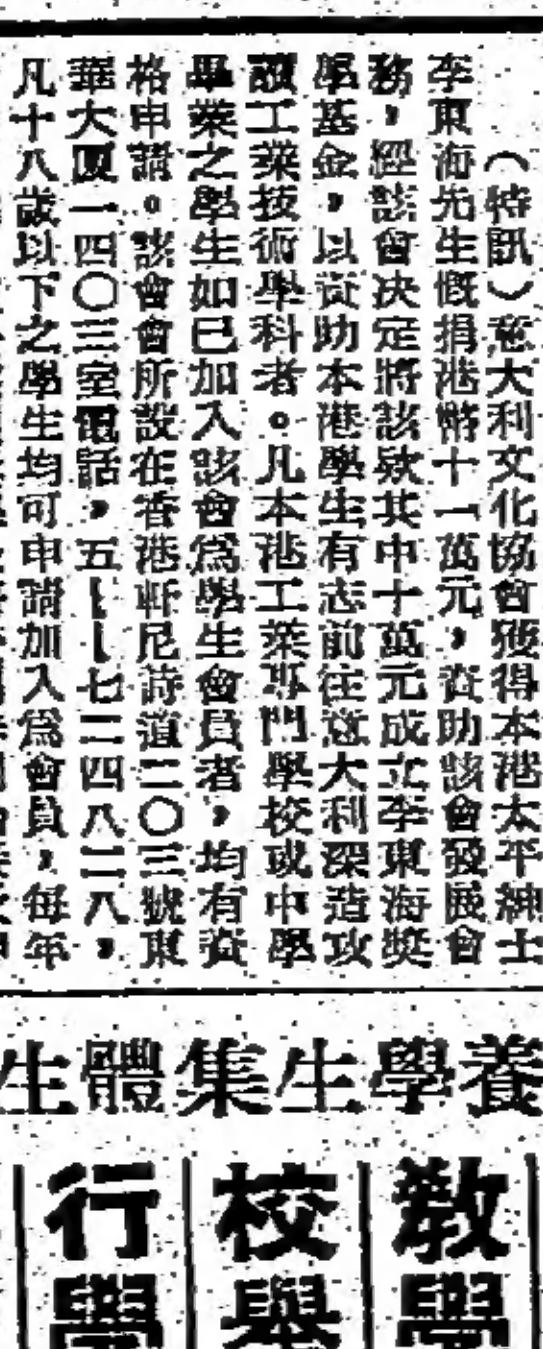 （特訊）意大利文化協會獲得本港太平紳士
李東海先生慨捐港幣十一萬元，資助該會發展會
務，經該會决定將該欵其中十萬元成立李東海獎
學基金，以資助本港學生有志前往意大利深造攻
讀工業技術學科者。凡本港工業專門學校或中學
畢業之學生如已加入該會為學生會員者，均有資
格申請。該會會所設在香港軒尼詩道二〇三號東
華大厦一四〇三室電話，五——七二四八二八，
凡十八歲以下之學生均可申請加入為會員，每年
養學生集體生
教學
校舉
行學